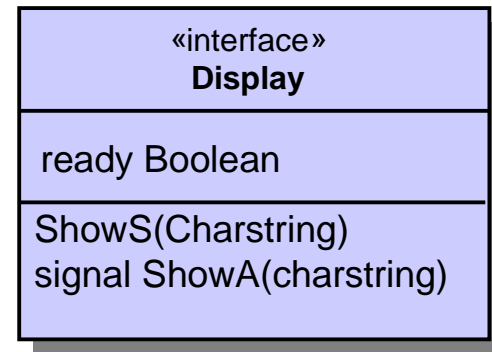 «interface»
Display
ready Boolean
ShowS(Charstring)
signal ShowA(charstring)